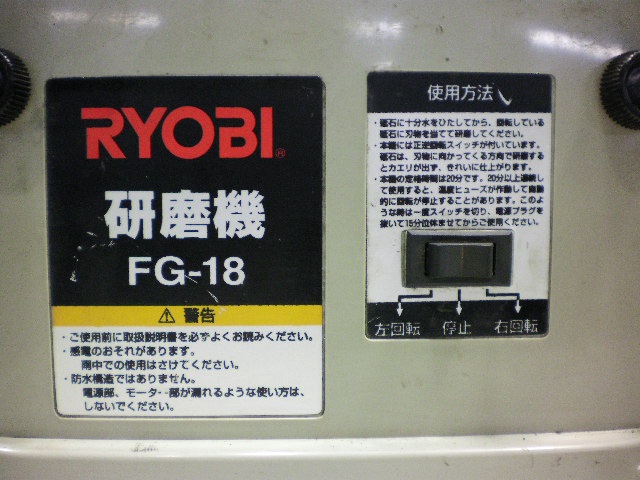 RYOBI®
研磨機
FG-18
⚠ 警告
・ご使用前に取扱説明書を必ずよくお読みください。
・感電のおそれがあります。
雨中での使用はさけてください。
・防水構造ではありません。
電源部、モーター部が濡れるような使い方は、
しないでください。
使用方法
・砥石に十分水をひたしてから、回転している
砥石に刃物を当てて研磨してください。
・本機には正逆回転スイッチが付いています。
砥石は、刃物に向かってくる方向で研磨する
とカエリが出ず、きれいに仕上がります。
・本機の定格時間は20分です。20分以上連続し
て使用すると、温度ヒューズが作動して自動
的に回転が停止することがあります。このよ
うな時は一度スイッチを切り、電源プラグを
抜いて15分位休ませてからご使用ください。
左回転 停止 右回転